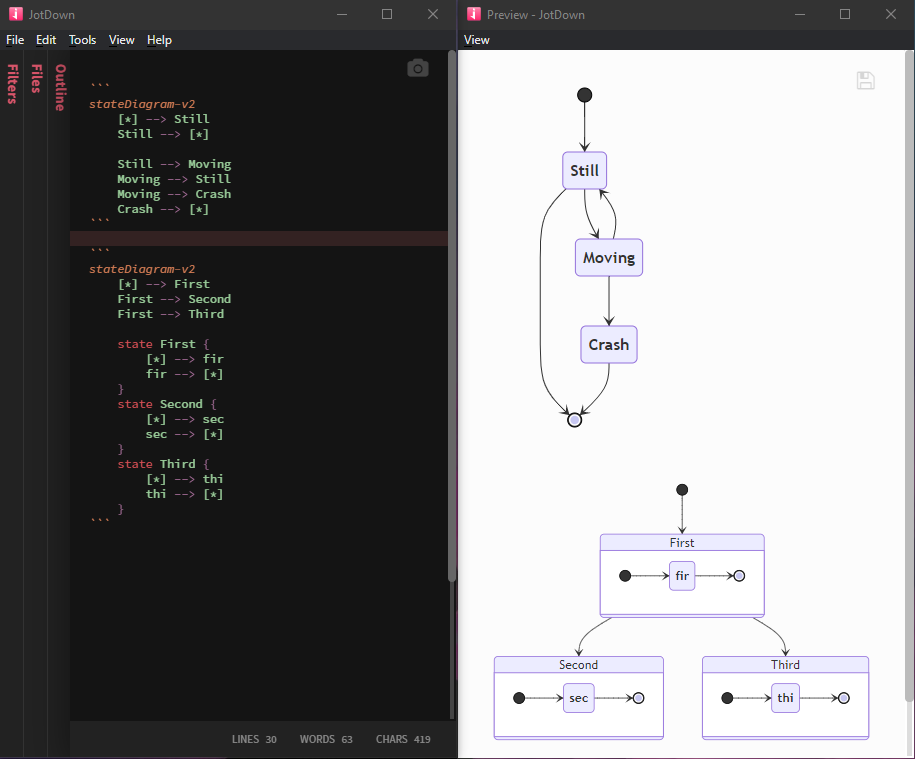 JotDown
File Edit Tools View Help
Filters
Files
Outline
```
stateDiagram-v2
[*] --> Still
Still --> [*]
Still --> Moving
Moving --> Still
Moving --> Crash
Crash --> [*]
```
```
stateDiagram-v2
[*] --> First
First --> Second
First --> Third
state First {
[*] --> fir
fir --> [*]
}
state Second {
[*] --> sec
sec --> [*]
}
state Third {
[*] --> thi
thi --> [*]
}
```
LINES 30 WORDS 63 CHARS 419
Preview - JotDown
View
Still
Moving
Crash
First
fir
Second
sec
Third
thi